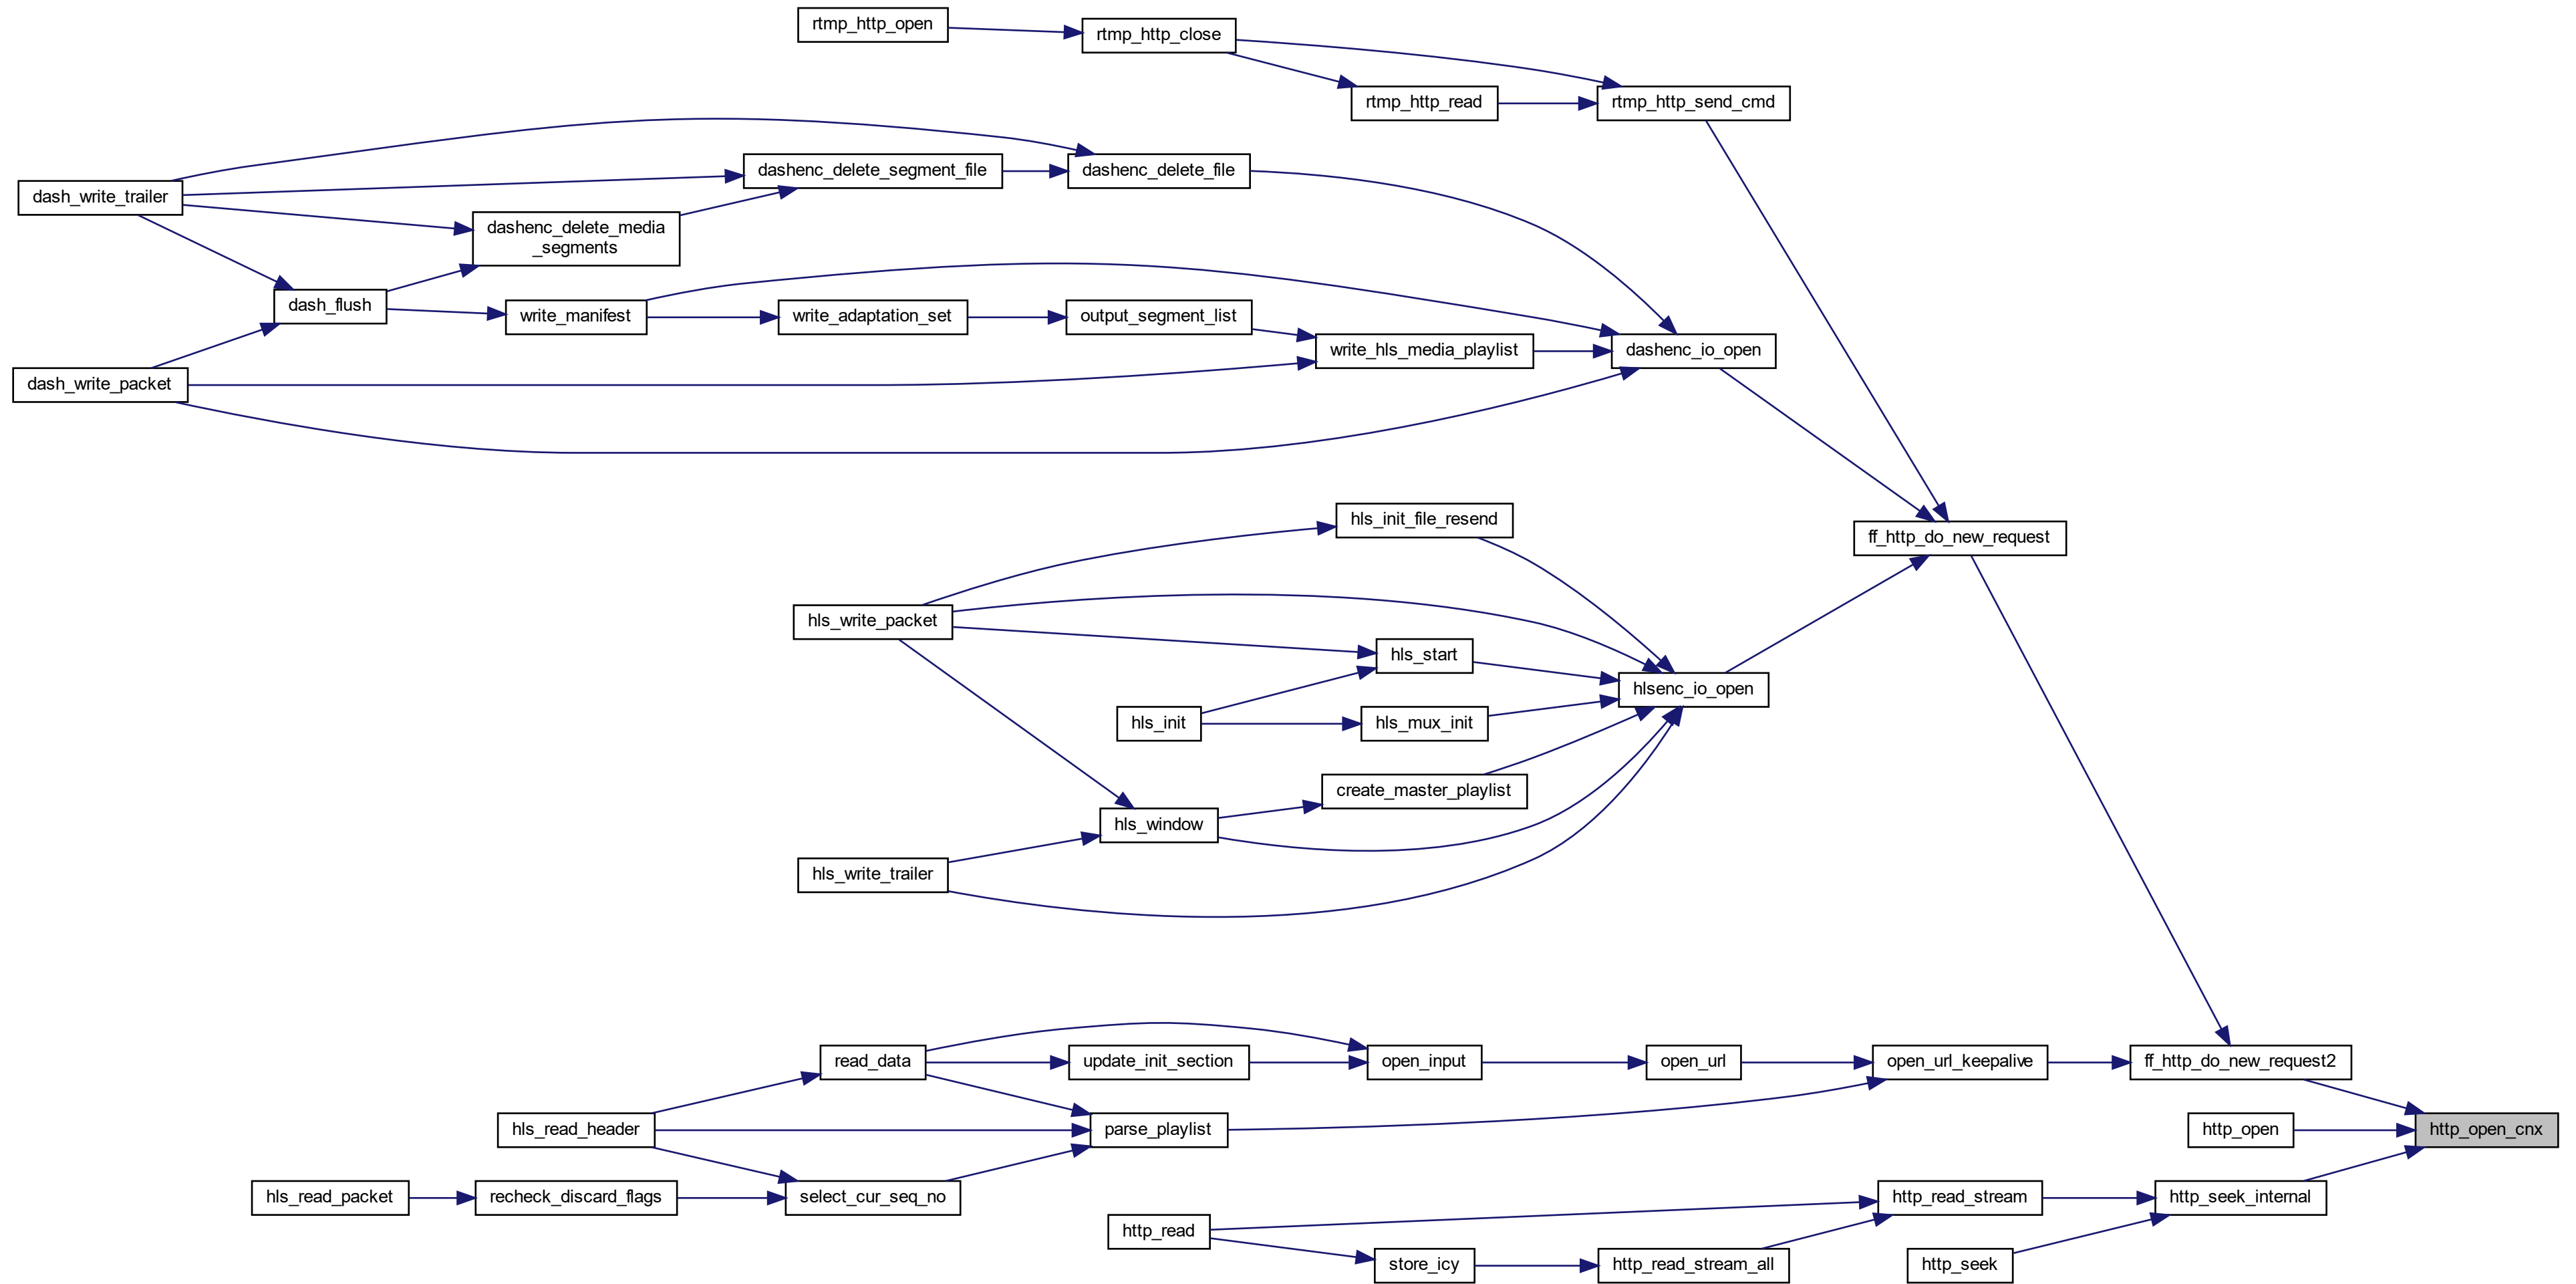 rtmp_http_open
rtmp_http_close
rtmp_http_read
rtmp_http_send_cmd
dash_write_trailer
dashenc_delete_segment_file
dashenc_delete_file
dashenc_delete_media
_segments
dash_flush
write_manifest
write_adaptation_set
output_segment_list
write_hls_media_playlist
dashenc_io_open
dash_write_packet
hls_init_file_resend
ff_http_do_new_request
hls_write_packet
hls_start
hlsenc_io_open
hls_init
hls_mux_init
create_master_playlist
hls_window
hls_write_trailer
read_data
update_init_section
open_input
open_url
open_url_keepalive
ff_http_do_new_request2
hls_read_header
parse_playlist
http_open
http_open_cnx
hls_read_packet
recheck_discard_flags
select_cur_seq_no
http_read_stream
http_seek_internal
http_read
store_icy
http_read_stream_all
http_seek